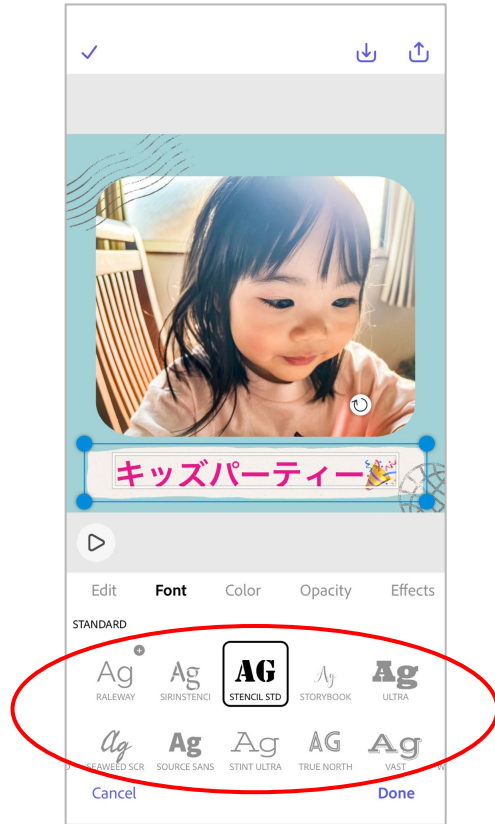 キッズパーティー🎉
Edit Font Color Opacity Effects
STANDARD
Ag Ag AG Ag Ag
RALEWAY SIRINSTENCI STENCIL STD STORYBOOK ULTRA
Ag Ag Ag AG Ag
SEAWEED SCR SOURCE SANS STINT ULTRA TRUE NORTH VAST W
Cancel Done